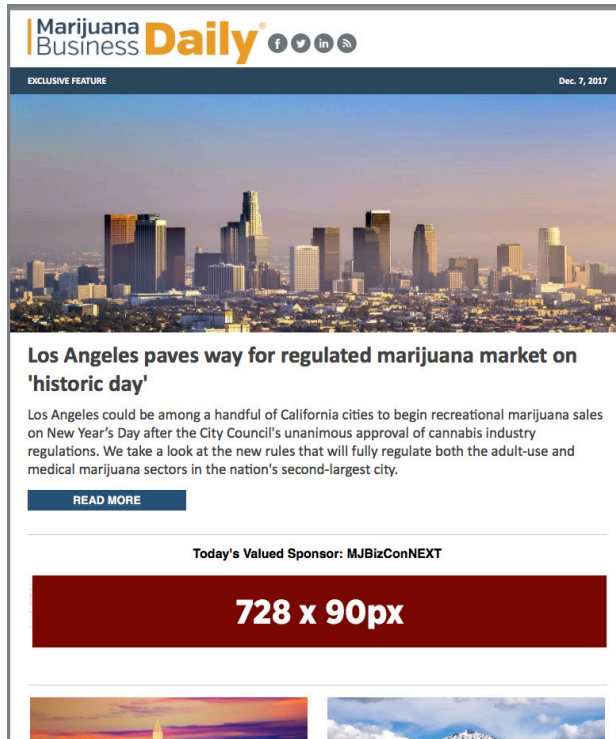 Marijuana
Business Daily®
EXCLUSIVE FEATURE
Dec. 7, 2017
Los Angeles paves way for regulated marijuana market on
'historic day'
Los Angeles could be among a handful of California cities to begin recreational marijuana sales
on New Year’s Day after the City Council's unanimous approval of cannabis industry
regulations. We take a look at the new rules that will fully regulate both the adult-use and
medical marijuana sectors in the nation's second-largest city.
READ MORE
Today's Valued Sponsor: MJBizConNEXT
728 x 90px